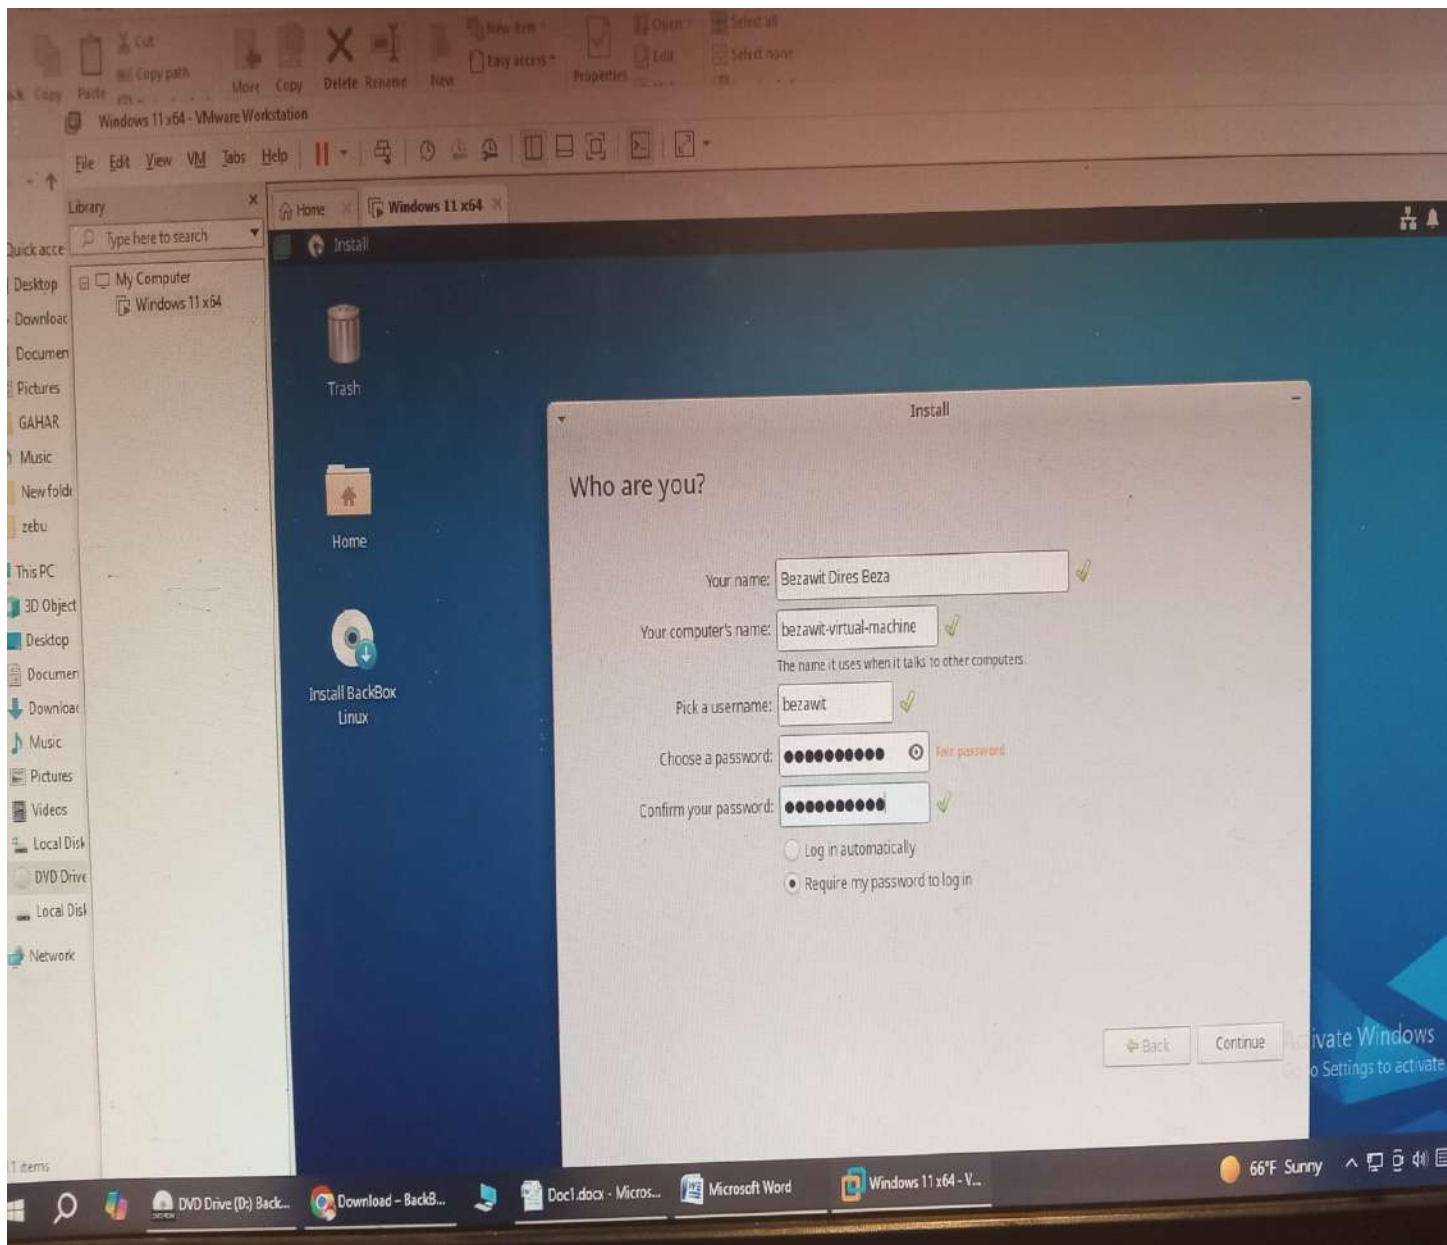 Cut
Copy path
Copy
Paste
Move
Copy
Delete
Rename
New
New item
Easy access
Properties
Open
Edit
Select all
Select none
Windows 11 x64 - VMware Workstation
File Edit View VM Tabs Help
Library
Type here to search
My Computer
Windows 11 x64
Home
Windows 11 x64
Install
Quick acce
Desktop
Downloac
Documen
Pictures
GAHAR
Music
New folde
zebu
This PC
3D Object
Desktop
Documen
Downloac
Music
Pictures
Videos
Local Disk
DVD Drive
Local Disk
Network
Trash
Home
Install BackBox
Linux
Install
Who are you?
Your name: Bezawit Dires Beza
Your computer's name: bezawit-virtual-machine
The name it uses when it talks to other computers.
Pick a username: bezawit
Choose a password: ●●●●●●●●●● Fair password
Confirm your password: ●●●●●●●●●●
Log in automatically
Require my password to log in
Back
Continue
Activate Windows
Go to Settings to activate
items
DVD Drive (D:) Back...
Download – BackB...
Doc1.docx - Micros...
Microsoft Word
Windows 11 x64 - V...
66°F Sunny